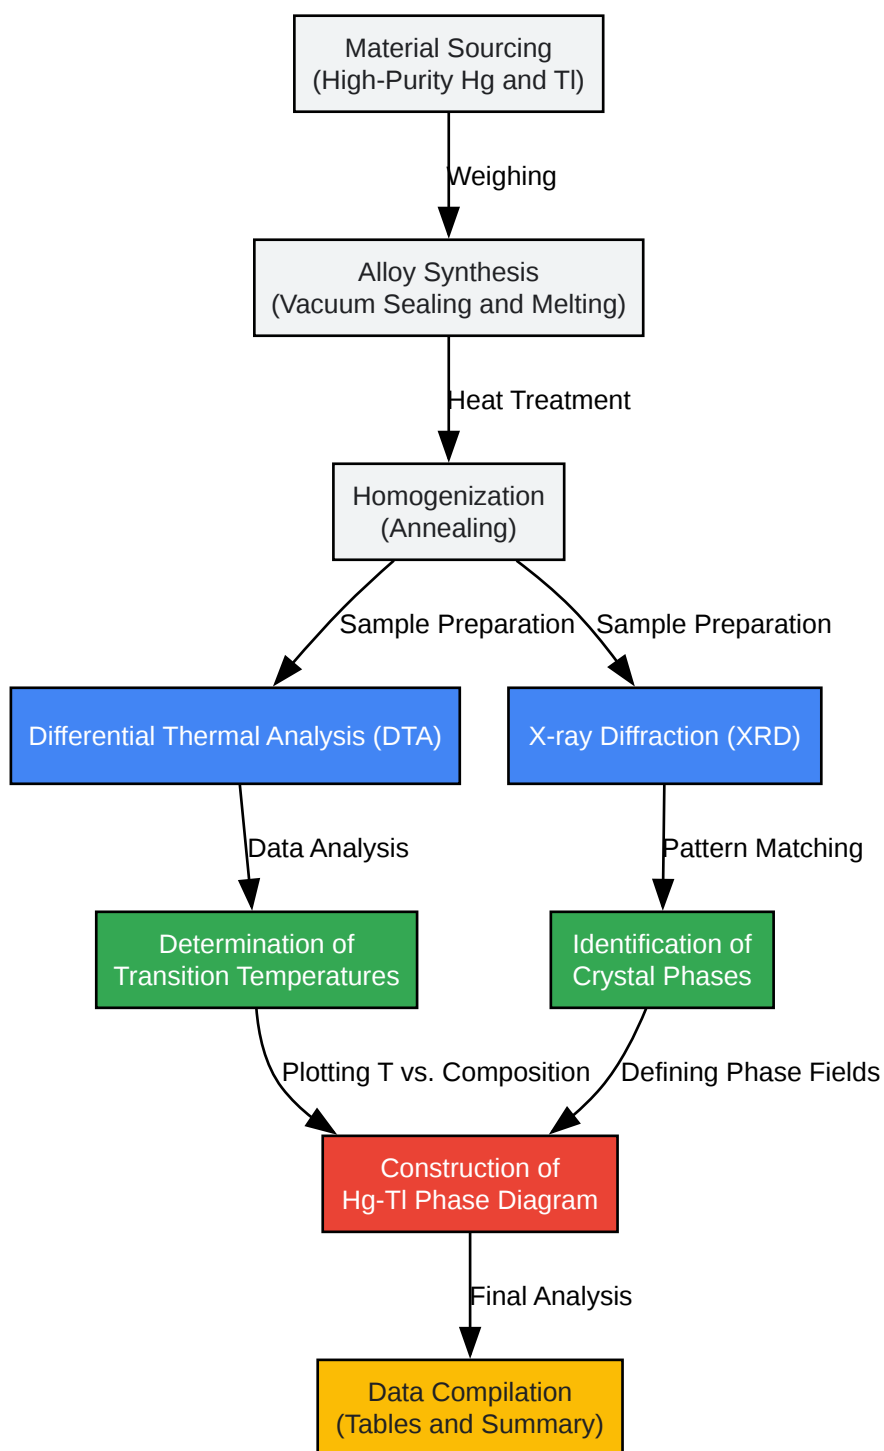 Material Sourcing
(High-Purity Hg and Tl)
Weighing
Alloy Synthesis
(Vacuum Sealing and Melting)
Heat Treatment
Homogenization
(Annealing)
Sample Preparation
Sample Preparation
Differential Thermal Analysis (DTA)
X-ray Diffraction (XRD)
Data Analysis
Pattern Matching
Determination of
Transition Temperatures
Identification of
Crystal Phases
Plotting T vs. Composition
Defining Phase Fields
Construction of
Hg-Tl Phase Diagram
Final Analysis
Data Compilation
(Tables and Summary)